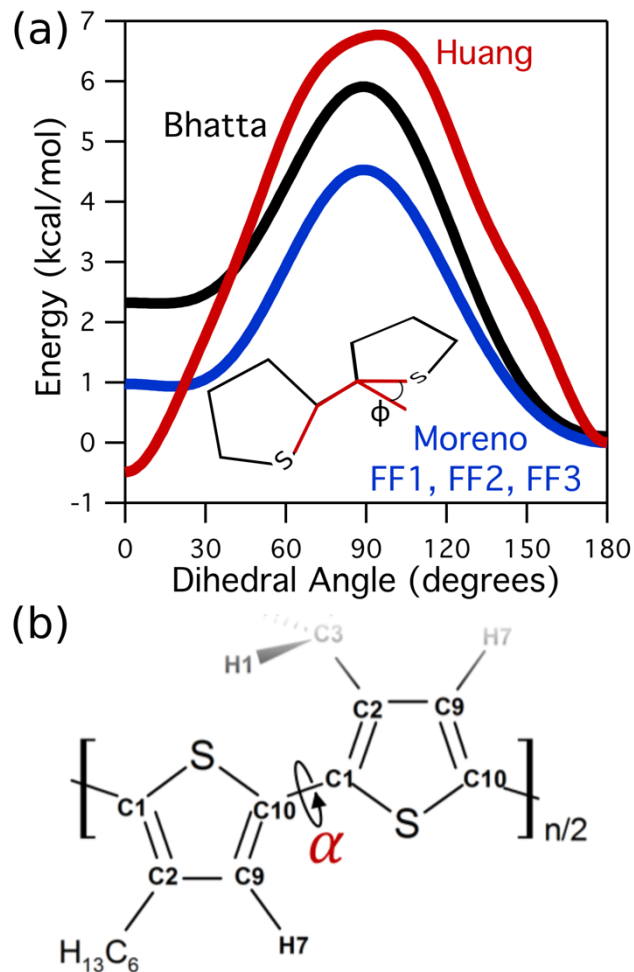 (a)
7
6
5
4
3
2
1
0
-1
Energy (kcal/mol)
Huang
Bhatta
S
S
ϕ
Moreno
FF1, FF2, FF3
0 30 60 90 120 150 180
Dihedral Angle (degrees)
(b)
C3
H1
H7
C2 C9
S
C1 C10
C1 C10
α
S
n/2
C2 C9
H13C6
H7